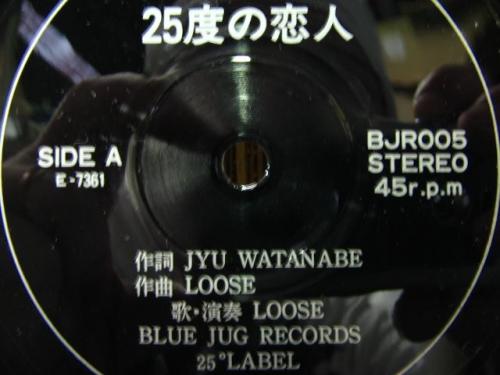 25度の恋人
SIDE A
E-7361
BJR005
STEREO
45r.p.m
作詞 JYU WATANABE
作曲 LOOSE
歌・演奏 LOOSE
BLUE JUG RECORDS
25°LABEL